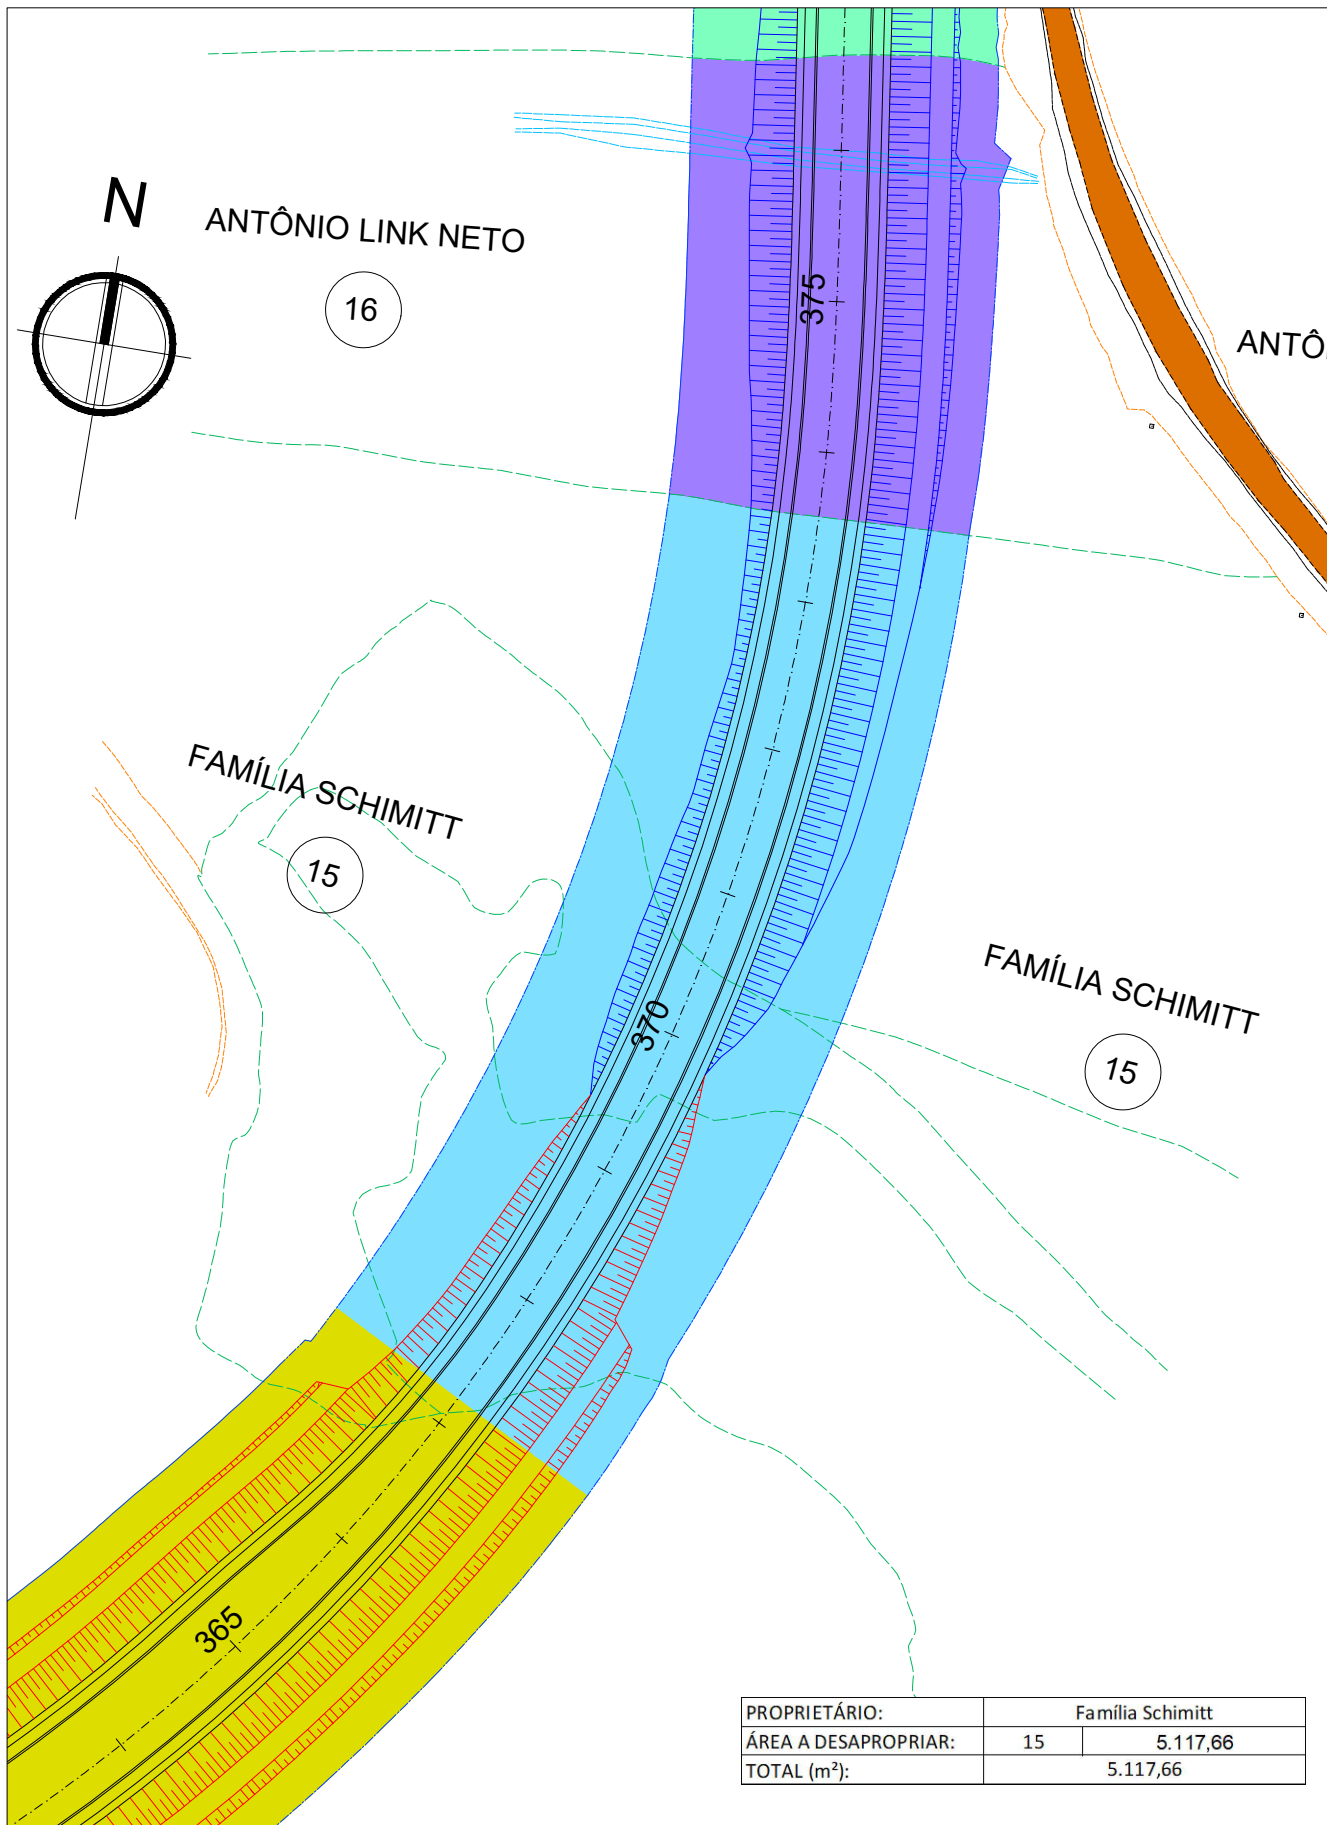 N
ANTÔNIO LINK NETO
16
375
ANTÔ
FAMÍLIA SCHIMITT
15
370
FAMÍLIA SCHIMITT
15
365
PROPRIETÁRIO: Família Schimitt
ÁREA A DESAPROPRIAR: 15 5.117,66
TOTAL (m²): 5.117,66